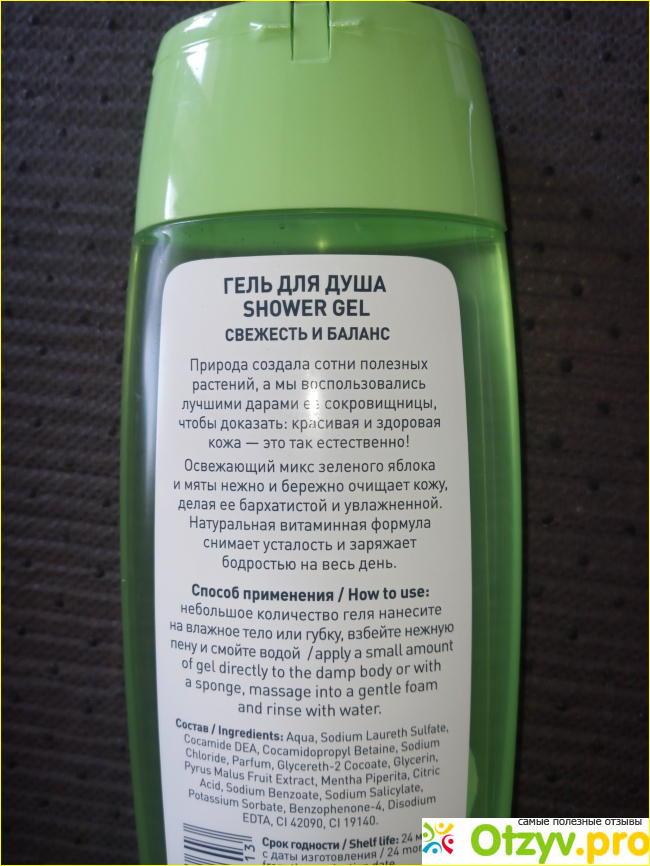 ГЕЛЬ ДЛЯ ДУША
SHOWER GEL
СВЕЖЕСТЬ И БАЛАНС
Природа создала сотни полезных
растений, а мы воспользовались
лучшими дарами её сокровищницы,
чтобы доказать: красивая и здоровая
кожа — это так естественно!
Освежающий микс зеленого яблока
и мяты нежно и бережно очищает кожу,
делая ее бархатистой и увлажненной.
Натуральная витаминная формула
снимает усталость и заряжает
бодростью на весь день.
Способ применения / How to use:
небольшое количество геля нанесите
на влажное тело или губку, взбейте нежную
пену и смойте водой /apply a small amount
of gel directly to the damp body or with
a sponge, massage into a gentle foam
and rinse with water.
Состав / Ingredients: Aqua, Sodium Laureth Sulfate,
Cocamide DEA, Cocamidopropyl Betaine, Sodium
Chloride, Parfum, Glycereth-2 Cocoate, Glycerin,
Pyrus Malus Fruit Extract, Mentha Piperita, Citric
Acid, Sodium Benzoate, Sodium Salicylate,
Potassium Sorbate, Benzophenone-4, Disodium
EDTA, CI 42090, CI 19140.
13
Срок годности / Shelf life: 24 м
с даты изготовления / 24 mon
самые полезные отзывы
Otzyv.pro